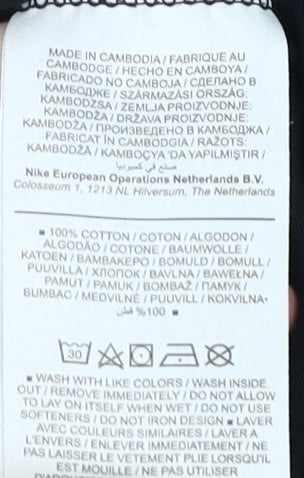 MADE IN CAMBODIA / FABRIQUE AU
CAMBODGE / HECHO EN CAMBOYA /
FABRICADO NO CAMBOJA / СДЕЛАНО В
КАМБОДЖЕ / SZÁRMAZÁSI ORSZÁG:
KAMBODZSA / ZEMLJA PROIZVODNJE:
KAMBODŽA / DRŽAVA PROIZVODNJE:
KAMBODŽA / ПРОИЗВЕДЕНО В КАМБОДЖА /
FABRICAT ÎN CAMBODGIA / RAŽOTS:
KAMBODŽĀ / KAMBOÇYA 'DA YAPILMIŞTIR /
صنع في كمبوديا
Nike European Operations Netherlands B.V.
Colosseum 1, 1213 NL Hilversum, The Netherlands
■ 100% COTTON / COTON / ALGODON /
ALGODÃO / COTONE / BAUMWOLLE /
KATOEN / ΒΑΜΒΑΚΕΡΟ / BOMULD / BOMULL /
PUUVILLA / ХЛОПОК / BAVLNA / BAWEŁNA /
PAMUT / PAMUK / BOMBAŽ / ПАМУК /
BUMBAC / MEDVILNĖ / PUUVILL / KOKVILNA•
%100 قطن ■
30
■ WASH WITH LIKE COLORS / WASH INSIDE
OUT / REMOVE IMMEDIATELY / DO NOT ALLOW
TO LAY ON ITSELF WHEN WET / DO NOT USE
SOFTENERS / DO NOT IRON DESIGN ■ LAVER
AVEC COULEURS SIMILAIRES / LAVER A
L'ENVERS / ENLEVER IMMEDIATEMENT / NE
PAS LAISSER LE VETEMENT PLIE LORSQU'IL
EST MOUILLE / NE PAS UTILISER